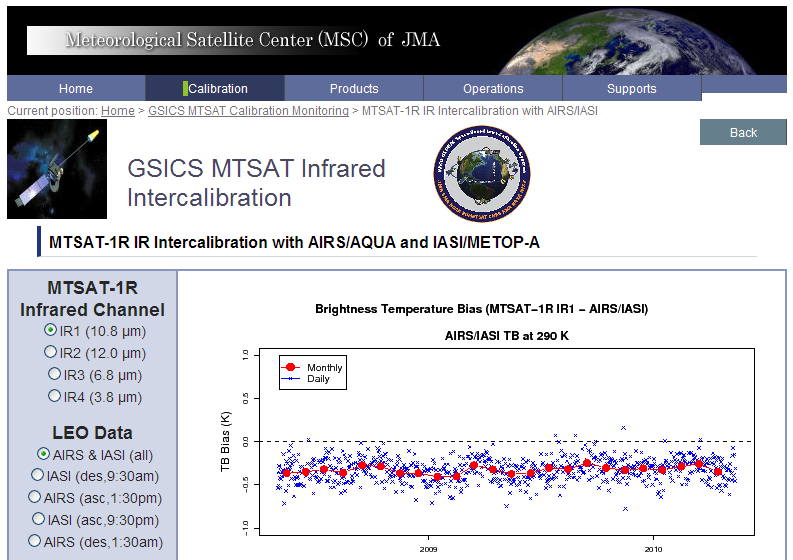 Meteorological Satellite Center (MSC) of JMA
Home Calibration Products Operations Supports
Current position: Home > GSICS MTSAT Calibration Monitoring > MTSAT-1R IR Intercalibration with AIRS/IASI
Back
GSICS MTSAT Infrared
Intercalibration
MTSAT-1R IR Intercalibration with AIRS/AQUA and IASI/METOP-A
MTSAT-1R
Infrared Channel
IR1 (10.8 µm)
IR2 (12.0 µm)
IR3 (6.8 µm)
IR4 (3.8 µm)
LEO Data
AIRS & IASI (all)
IASI (des,9:30am)
AIRS (asc,1:30pm)
IASI (asc,9:30pm)
AIRS (des,1:30am)
Brightness Temperature Bias (MTSAT−1R IR1 − AIRS/IASI)
AIRS/IASI TB at 290 K
Monthly
Daily
TB Bias (K)
1.0
0.5
0.0
−0.5
−1.0
2009 2010